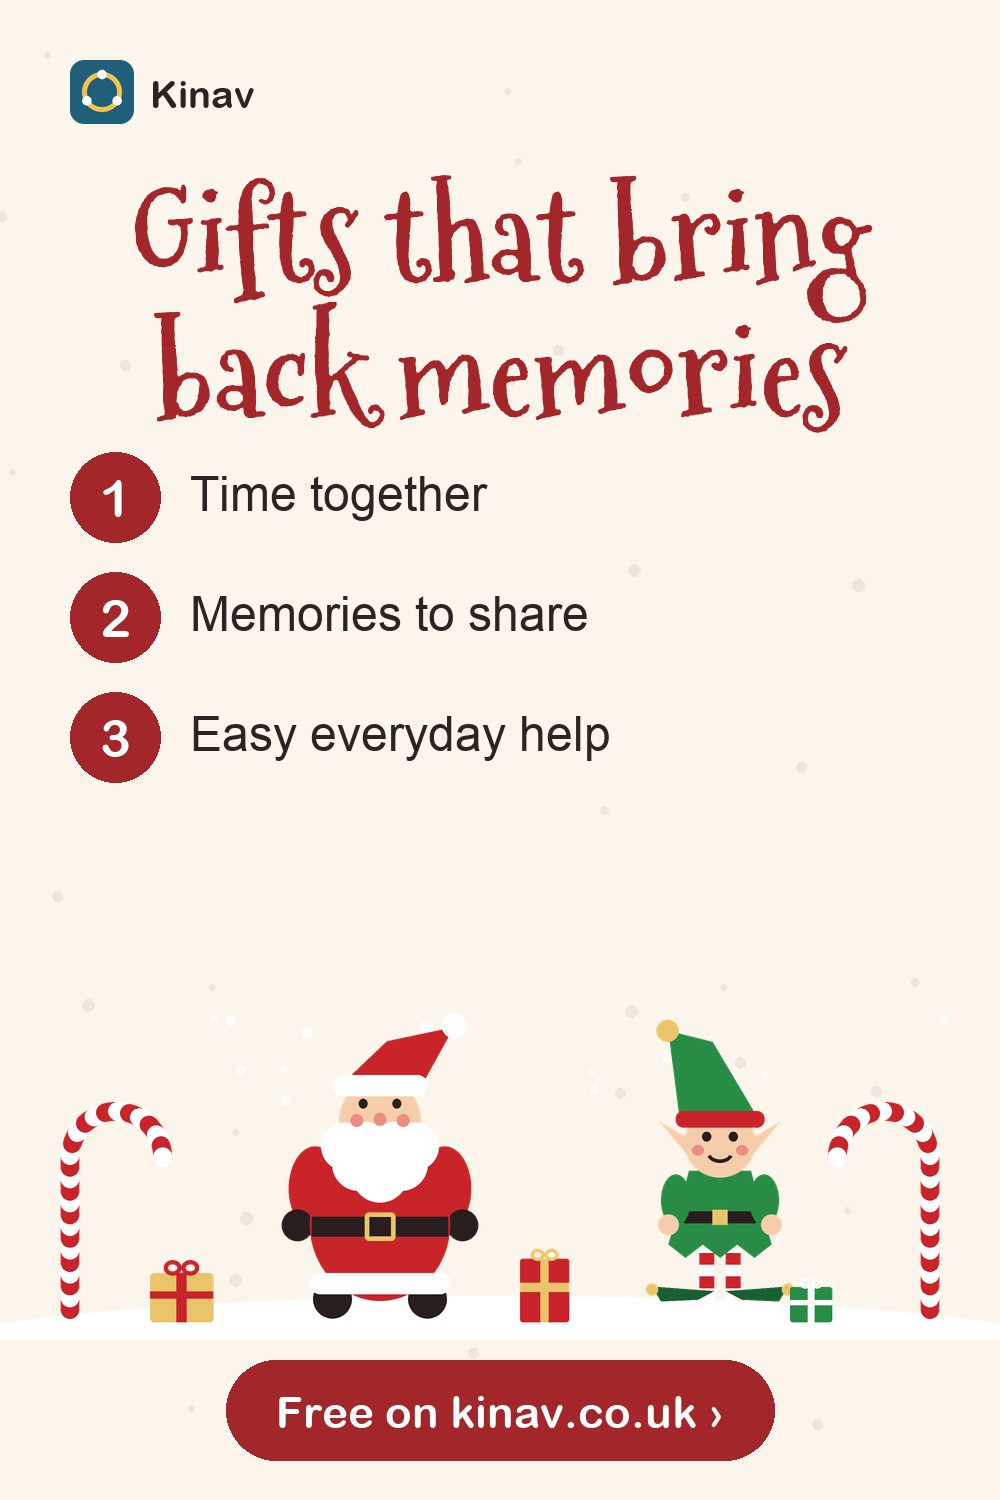 Kinav
Gifts that bring
back memories
1 Time together
2 Memories to share
3 Easy everyday help
Free on kinav.co.uk ›